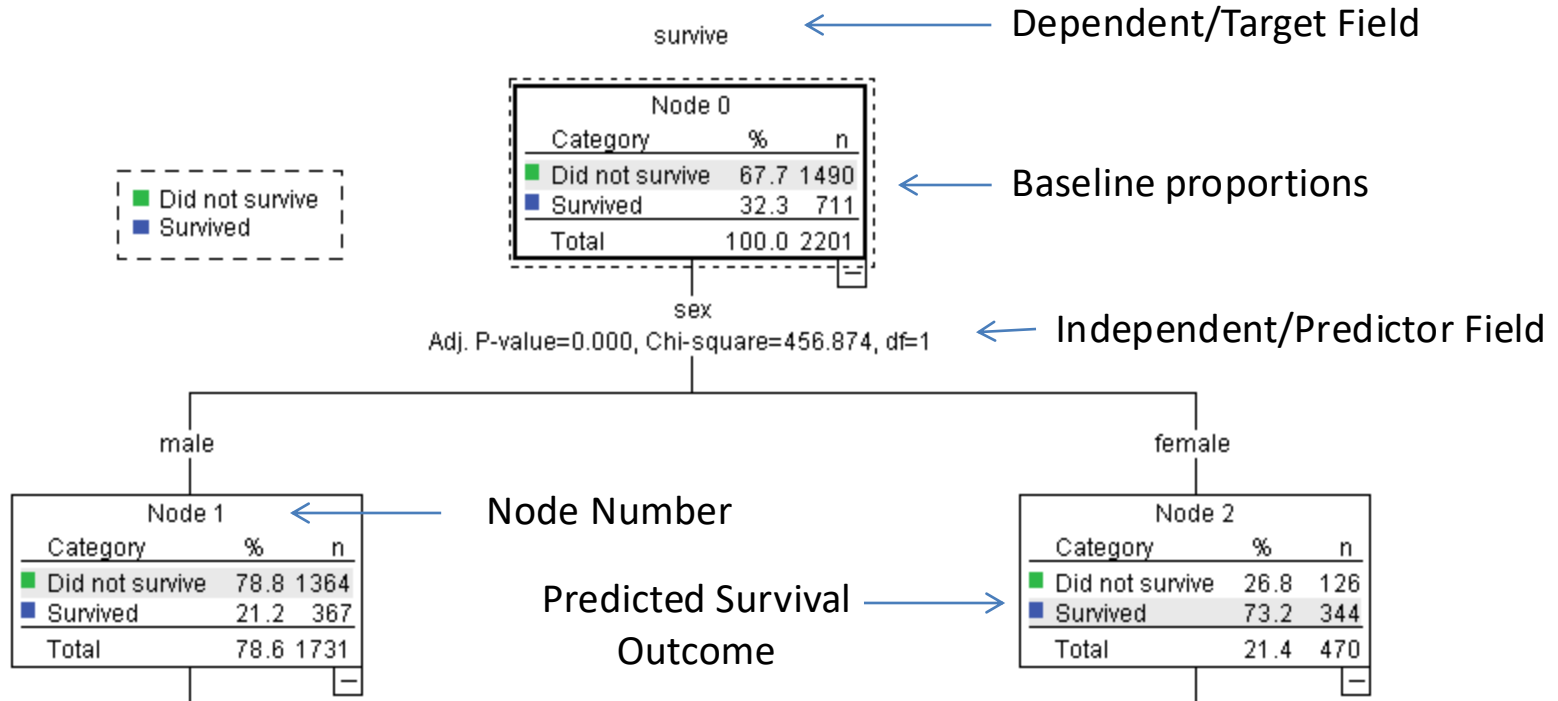 survive
Dependent/Target Field
Node 0
Category % n
Did not survive 67.7 1490
Survived 32.3 711
Total 100.0 2201
Baseline proportions
Did not survive
Survived
sex
Adj. P-value=0.000, Chi-square=456.874, df=1
Independent/Predictor Field
male
female
Node 1
Category % n
Did not survive 78.8 1364
Survived 21.2 367
Total 78.6 1731
Node Number
Predicted Survival
Outcome
Node 2
Category % n
Did not survive 26.8 126
Survived 73.2 344
Total 21.4 470